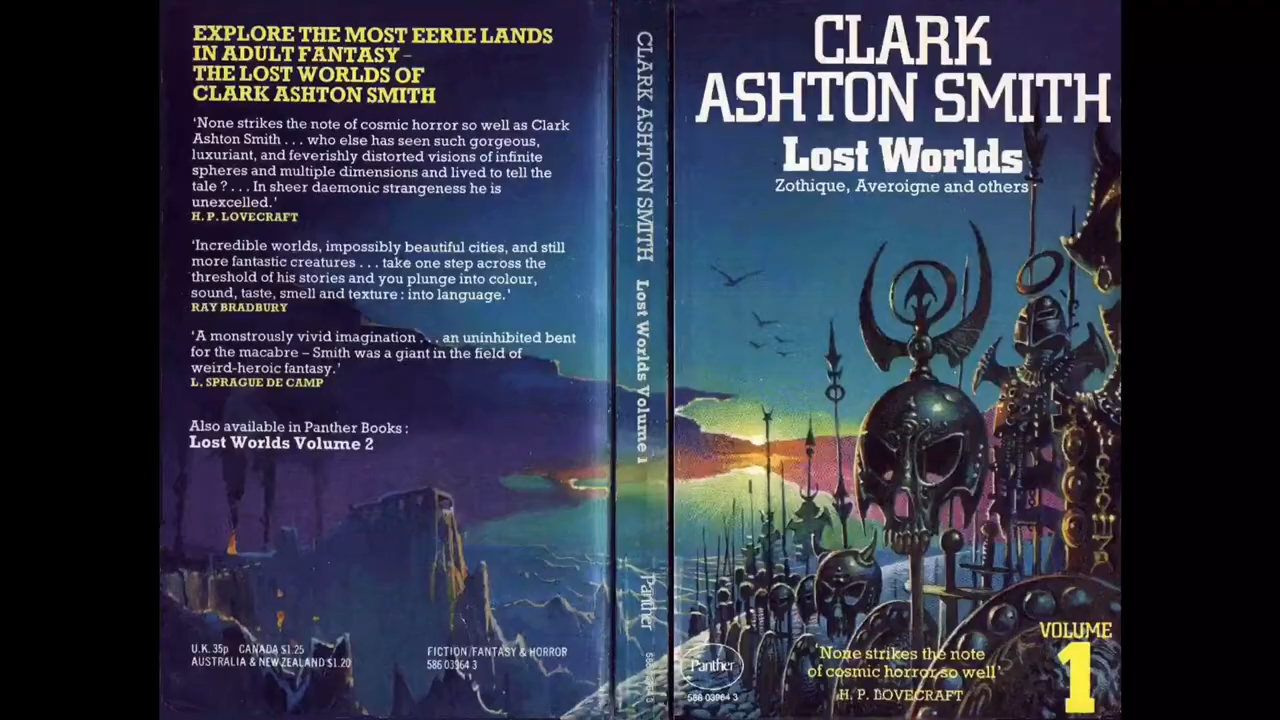 EXPLORE THE MOST EERIE LANDS
IN ADULT FANTASY –
THE LOST WORLDS OF
CLARK ASHTON SMITH
‘None strikes the note of cosmic horror so well as Clark
Ashton Smith . . . who else has seen such gorgeous,
luxuriant, and feverishly distorted visions of infinite
spheres and multiple dimensions and lived to tell the
tale ? . . . In sheer daemonic strangeness he is
unexcelled.’
H. P. LOVECRAFT
‘Incredible worlds, impossibly beautiful cities, and still
more fantastic creatures . . . take one step across the
threshold of his stories and you plunge into colour,
sound, taste, smell and texture : into language.’
RAY BRADBURY
‘A monstrously vivid imagination . . . an uninhibited bent
for the macabre – Smith was a giant in the field of
weird-heroic fantasy.’
L. SPRAGUE DE CAMP
Also available in Panther Books :
Lost Worlds Volume 2
U.K. 35p CANADA $1.25
AUSTRALIA & NEW ZEALAND $1.20
FICTION/FANTASY & HORROR
586 03964 3
CLARK ASHTON SMITH Lost Worlds Volume 1 Panther
CLARK
ASHTON SMITH
Lost Worlds
Zothique, Averoigne and others
VOLUME
1
‘None strikes the note
of cosmic horror so well’
H. P. LOVECRAFT
Panther
586 03964 3